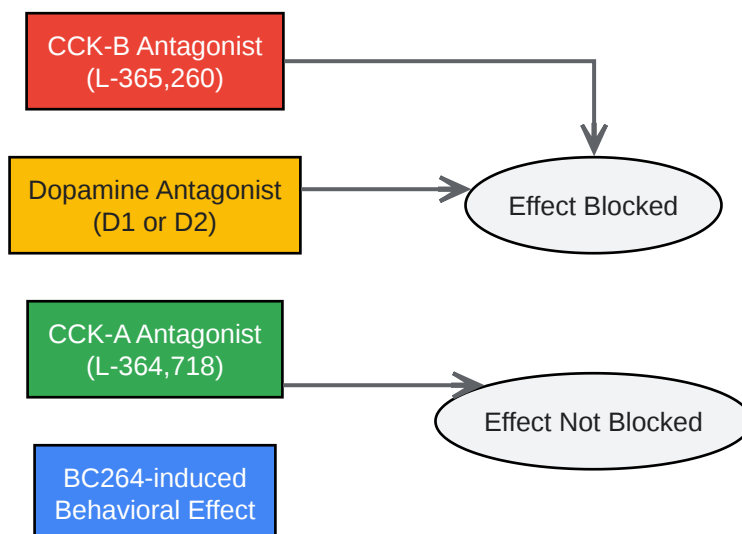 CCK-B Antagonist
(L-365,260)
Dopamine Antagonist
(D1 or D2)
Effect Blocked
CCK-A Antagonist
(L-364,718)
Effect Not Blocked
BC264-induced
Behavioral Effect